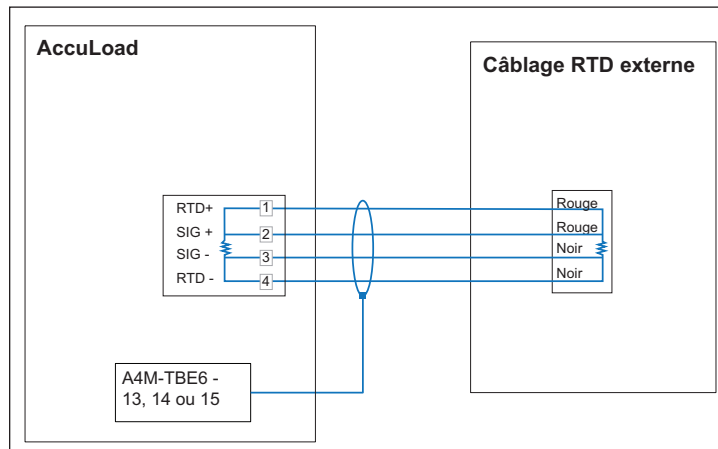 AccuLoad
Câblage RTD externe
RTD+
SIG +
SIG -
RTD -
1
2
3
4
Rouge
Rouge
Noir
Noir
A4M-TBE6 -
13, 14 ou 15